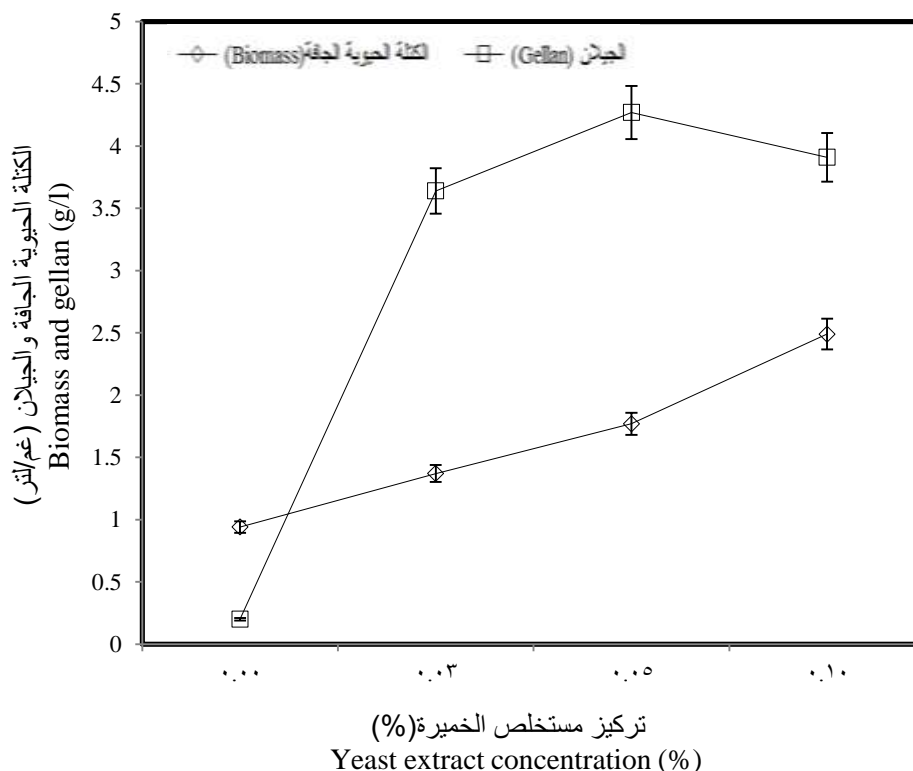 الكتلة الحيوية الجافة(Biomass)
الجيلان (Gellan)
5
4.5
4
3.5
3
2.5
2
1.5
1
0.5
0
الكتلة الحيوية الجافة والجيلان (غم/لتر)
Biomass and gellan (g/l)
٠.٠٠ ٠.٠٣ ٠.٠٥ ٠.١٠
تركيز مستخلص الخميرة(%)
Yeast extract concentration (%)